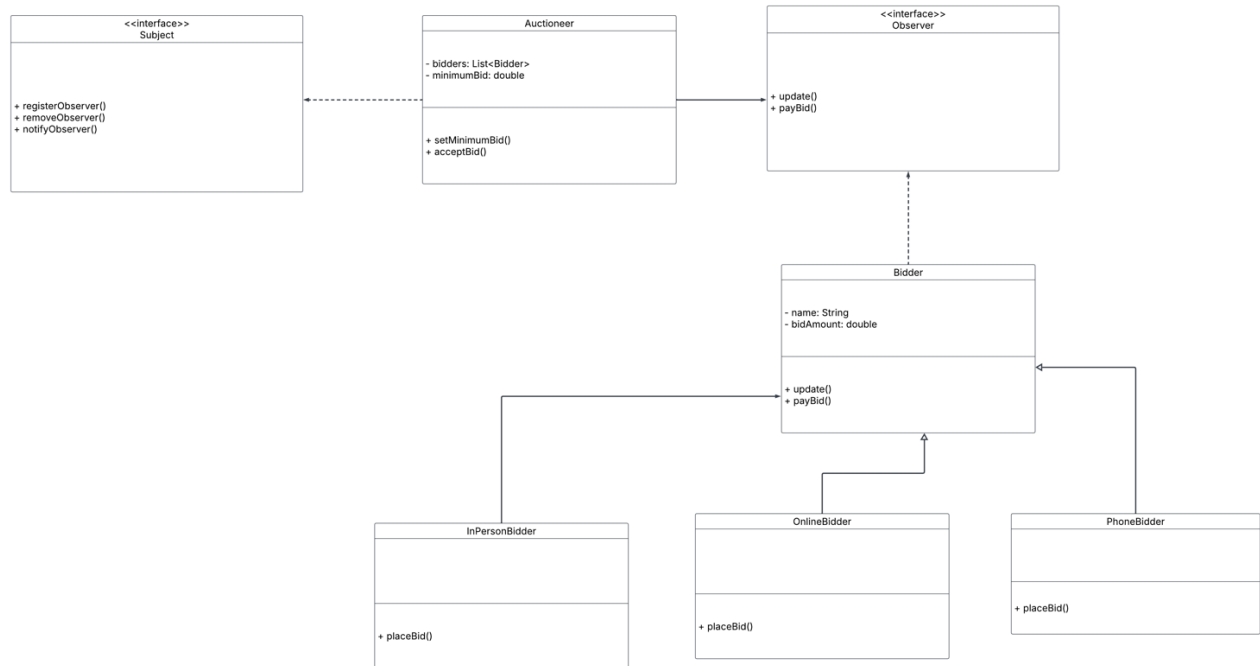 <<interface>>
Subject
+ registerObserver()
+ removeObserver()
+ notifyObserver()
Auctioneer
- bidders: List<Bidder>
- minimumBid: double
+ setMinimumBid()
+ acceptBid()
<<interface>>
Observer
+ update()
+ payBid()
Bidder
- name: String
- bidAmount: double
+ update()
+ payBid()
InPersonBidder
+ placeBid()
OnlineBidder
+ placeBid()
PhoneBidder
+ placeBid()